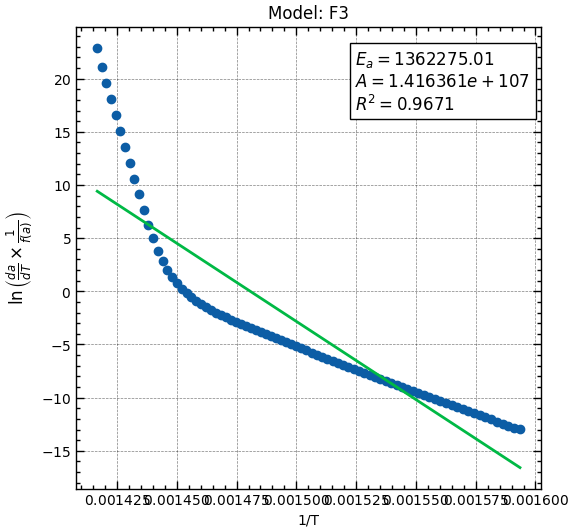 Model: F3
E_a = 1362275.01
A = 1.416361e + 107
R^2 = 0.9671
20
15
10
5
0
−5
−10
−15
ln (da/dT × 1/f(a))
0.001425 0.001450 0.001475 0.001500 0.001525 0.001550 0.001575 0.001600
1/T